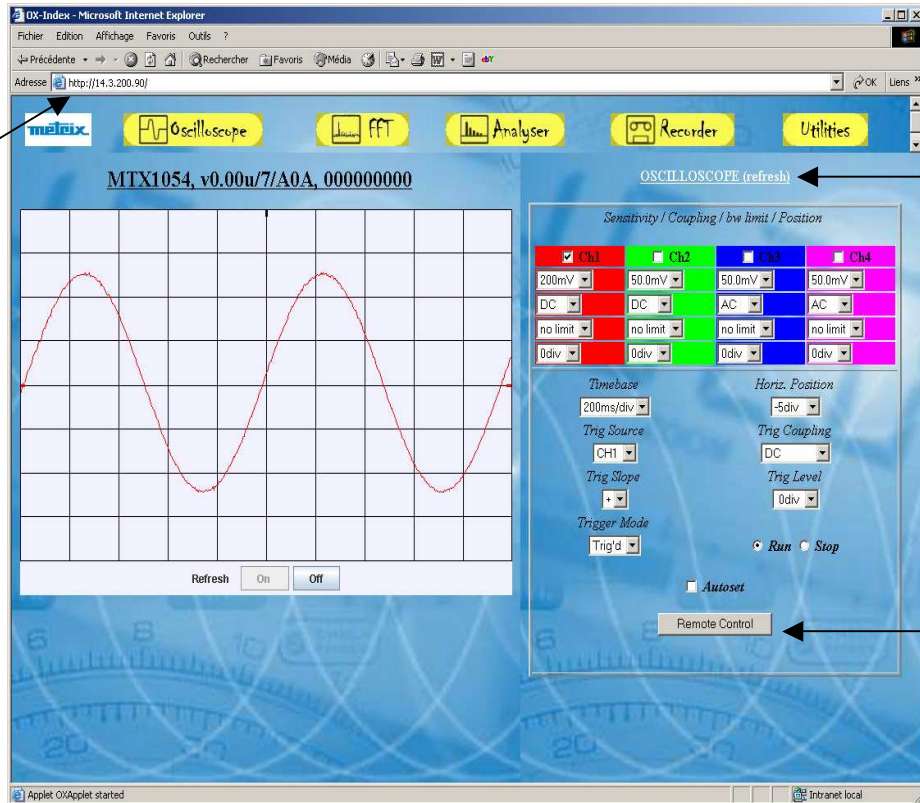 OX-Index - Microsoft Internet Explorer
Fichier Edition Affichage Favoris Outils ?
Précédente Rechercher Favoris Média
Adresse http://14.3.200.90/ OK Liens »
metrix Oscilloscope FFT Analyser Recorder Utilities
MTX1054, v0.00u/7/A0A, 000000000
OSCILLOSCOPE (refresh)
Sensitivity / Coupling / bw limit / Position
Ch1 Ch2 Ch3 Ch4
200mV 50.0mV 50.0mV 50.0mV
DC DC AC AC
no limit no limit no limit no limit
0div 0div 0div 0div
Timebase Horiz. Position
200ms/div -5div
Trig Source Trig Coupling
CH1 DC
Trig Slope Trig Level
+ 0div
Trigger Mode
Trig'd Run Stop
Refresh On Off
Autoset
Remote Control
Applet OXApplet started Intranet local